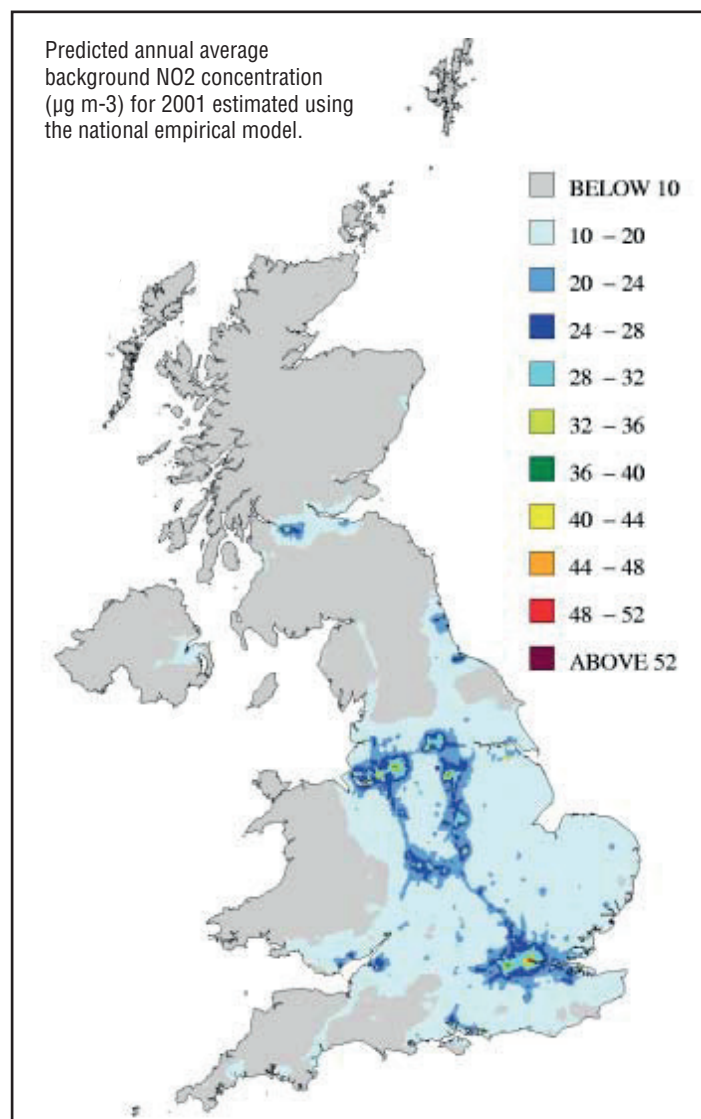 Predicted annual average
background NO2 concentration
(µg m-3) for 2001 estimated using
the national empirical model.
BELOW 10
10 – 20
20 – 24
24 – 28
28 – 32
32 – 36
36 – 40
40 – 44
44 – 48
48 – 52
ABOVE 52